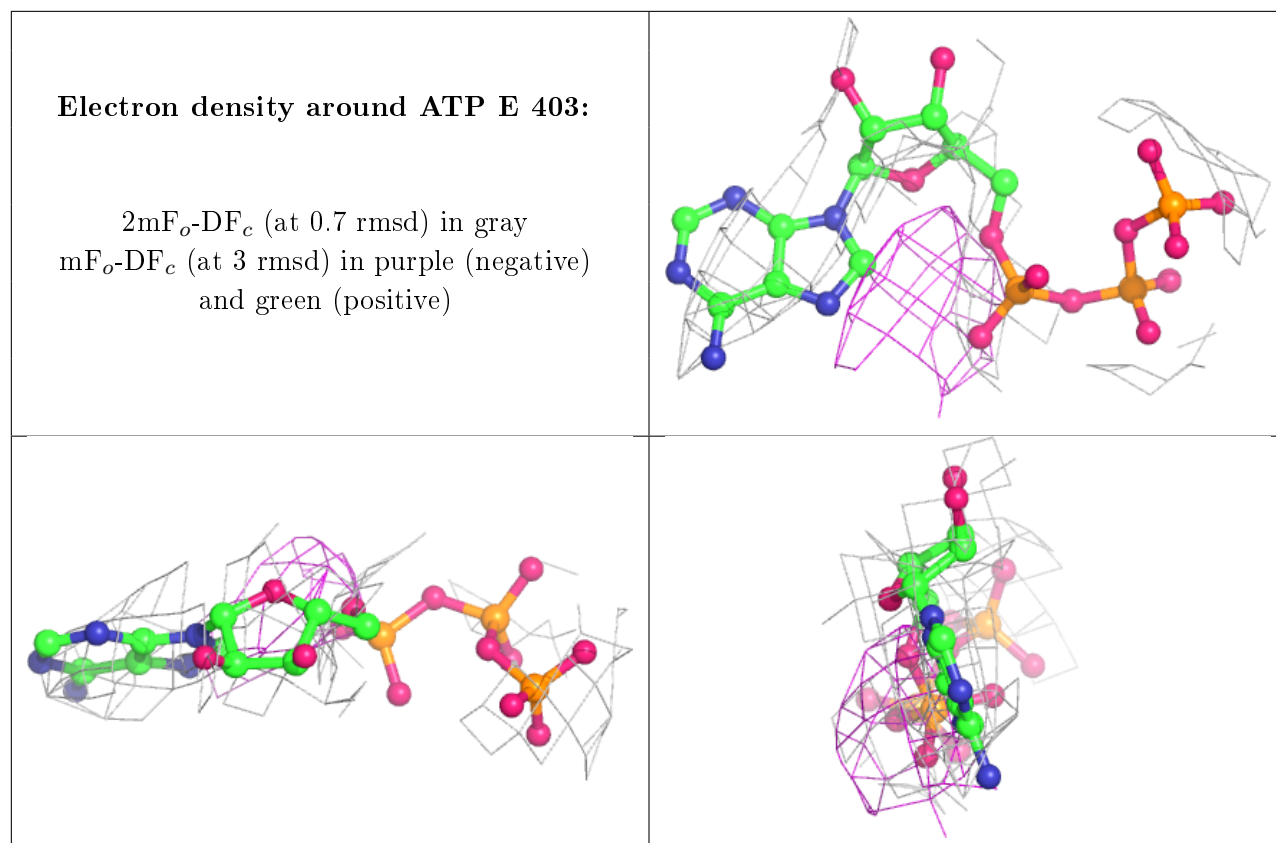 Electron density around ATP E 403:
2mFₒ-DF𝒸 (at 0.7 rmsd) in gray
mFₒ-DF𝒸 (at 3 rmsd) in purple (negative)
and green (positive)